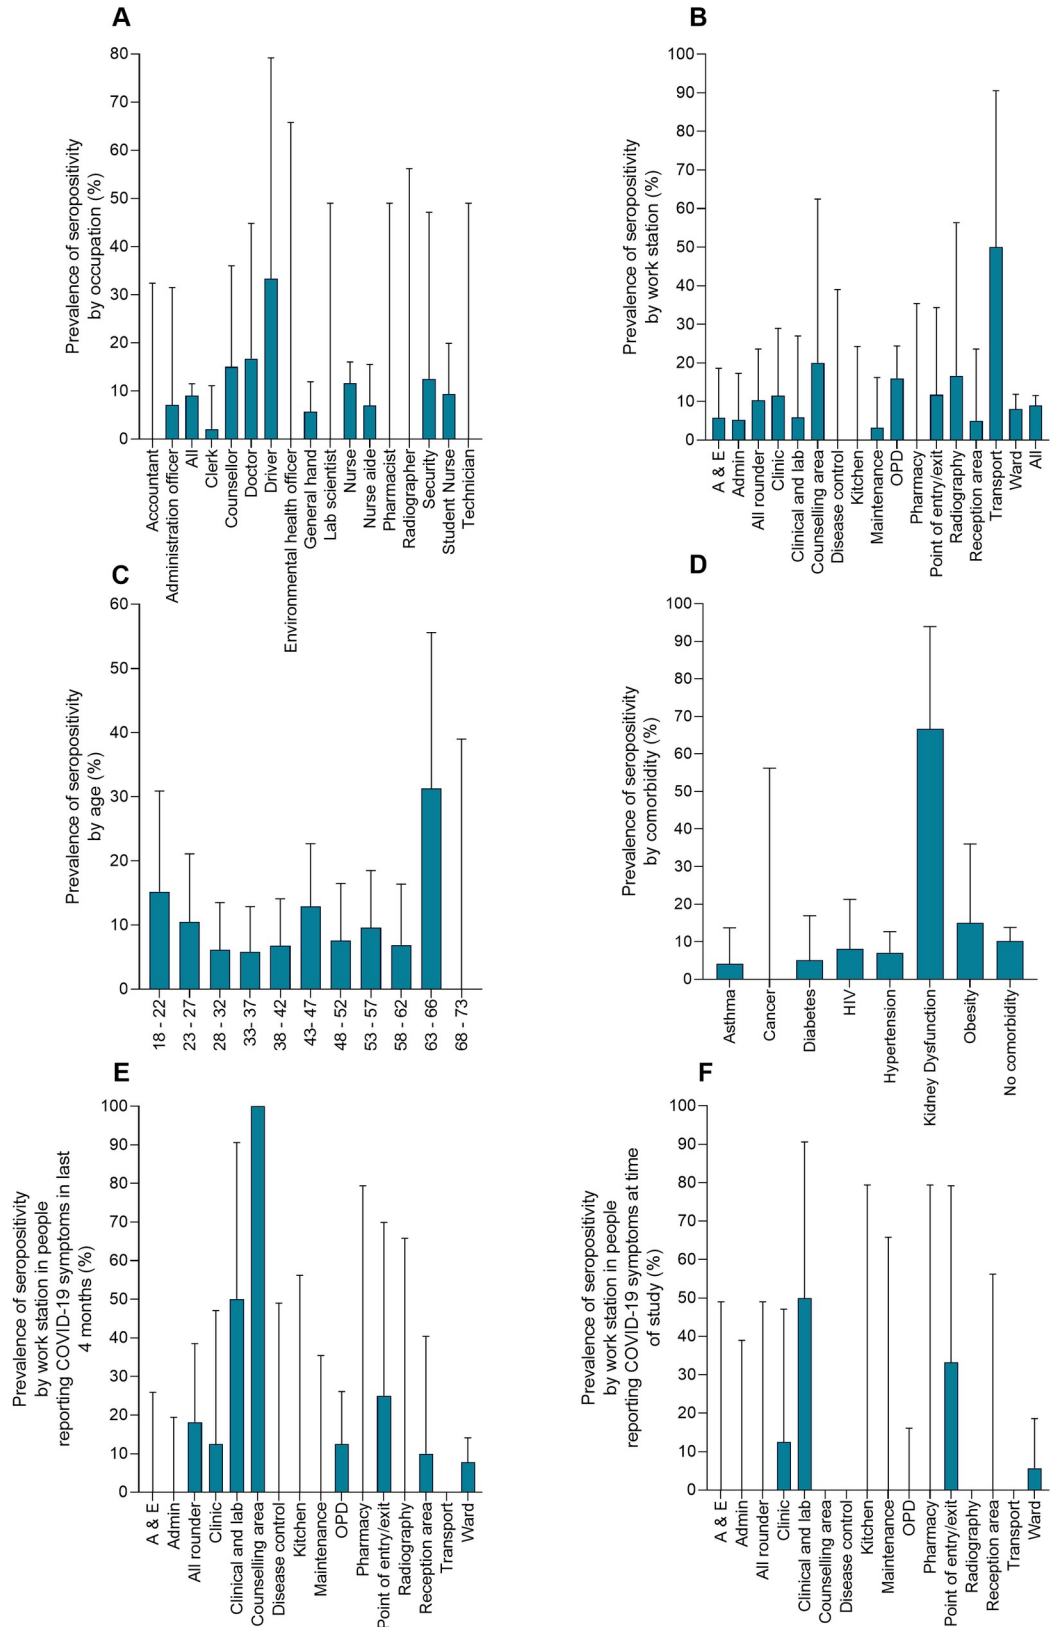 A
Prevalence of seropositivity
by occupation (%)
80
70
60
50
40
30
20
10
0
Accountant
Administration officer
All
Clerk
Counsellor
Doctor
Driver
Environmental health officer
General hand
Lab scientist
Nurse
Nurse aide
Pharmacist
Radiographer
Security
Student Nurse
Technician
B
Prevalence of seropositivity
by work station (%)
100
90
80
70
60
50
40
30
20
10
0
A & E
Admin
All rounder
Clinic
Clinical and lab
Counselling area
Disease control
Kitchen
Maintenance
OPD
Pharmacy
Point of entry/exit
Radiography
Reception area
Transport
Ward
All
C
Prevalence of seropositivity
by age (%)
60
50
40
30
20
10
0
18 - 22
23 - 27
28 - 32
33- 37
38 - 42
43- 47
48 - 52
53 - 57
58 - 62
63 - 66
68 - 73
D
Prevalence of seropositivity
by comorbidity (%)
100
90
80
70
60
50
40
30
20
10
0
Asthma
Cancer
Diabetes
HIV
Hypertension
Kidney Dysfunction
Obesity
No comorbidity
E
Prevalence of seropositivity
by work station in people
reporting COVID-19 symptoms in last
4 months (%)
100
90
80
70
60
50
40
30
20
10
0
A & E
Admin
All rounder
Clinic
Clinical and lab
Counselling area
Disease control
Kitchen
Maintenance
OPD
Pharmacy
Point of entry/exit
Radiography
Reception area
Transport
Ward
F
Prevalence of seropositivity
by work station in people
reporting COVID-19 symptoms at time
of study (%)
100
90
80
70
60
50
40
30
20
10
0
A & E
Admin
All rounder
Clinic
Clinical and lab
Counselling area
Disease control
Kitchen
Maintenance
OPD
Pharmacy
Point of entry/exit
Radiography
Reception area
Transport
Ward